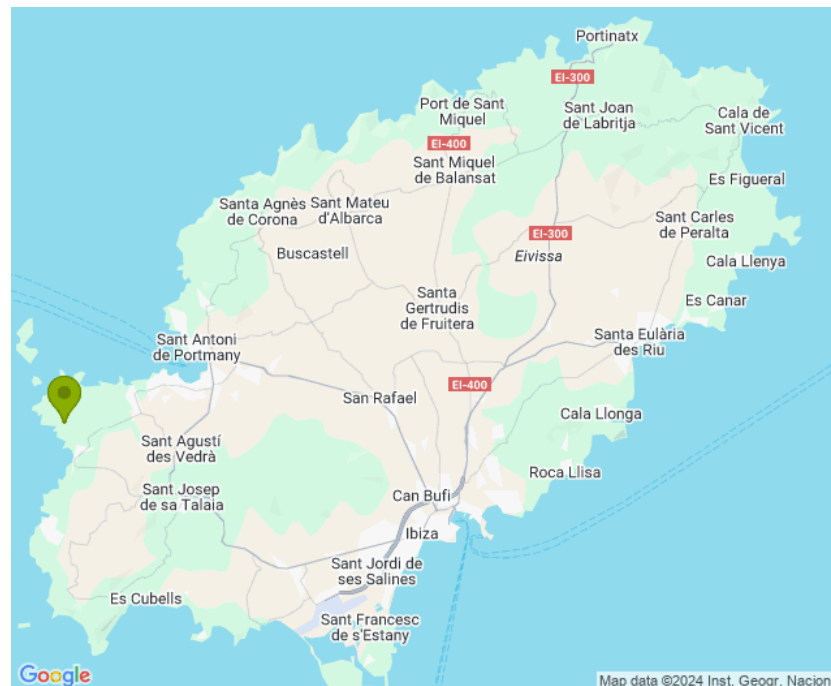 Portinatx
EI-300
Port de Sant
Miquel
Sant Joan
de Labritja
Cala de
Sant Vicent
EI-400
Sant Miquel
de Balansat
Es Figueral
Santa Agnès
de Corona
Sant Mateu
d'Albarca
Sant Carles
de Peralta
EI-300
Buscastell
Eivissa
Cala Llenya
Santa
Gertrudis
de Fruitera
Es Canar
Sant Antoni
de Portmany
Santa Eulària
des Riu
EI-400
San Rafael
Cala Llonga
Sant Agustí
des Vedrà
Roca Llisa
Sant Josep
de sa Talaia
Can Bufi
Ibiza
Sant Jordi de
ses Salines
Es Cubells
Sant Francesc
de s'Estany
Google
Map data ©2024 Inst. Geogr. Nacion